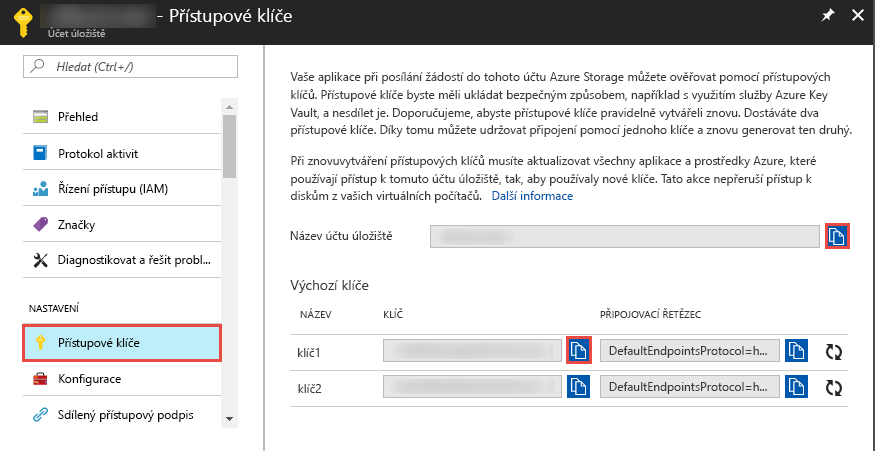 - Přístupové klíče
Účet úložiště
Hledat (Ctrl+/)
Přehled
Protokol aktivit
Řízení přístupu (IAM)
Značky
Diagnostikovat a řešit probl...
NASTAVENÍ
Přístupové klíče
Konfigurace
Sdílený přístupový podpis
Vaše aplikace při posílání žádostí do tohoto účtu Azure Storage můžete ověřovat pomocí přístupových
klíčů. Přístupové klíče byste měli ukládat bezpečným způsobem, například s využitím služby Azure Key
Vault, a nesdílet je. Doporučujeme, abyste přístupové klíče pravidelně vytvářeli znovu. Dostáváte dva
přístupové klíče. Díky tomu můžete udržovat připojení pomocí jednoho klíče a znovu generovat ten druhý.
Při znovuvytváření přístupových klíčů musíte aktualizovat všechny aplikace a prostředky Azure, které
používají přístup k tomuto účtu úložiště, tak, aby používaly nové klíče. Tato akce nepřeruší přístup k
diskům z vašich virtuálních počítačů. Další informace
Název účtu úložiště
Výchozí klíče
NÁZEV KLÍČ PŘIPOJOVACÍ ŘETĚZEC
klíč1 DefaultEndpointsProtocol=h...
klíč2 DefaultEndpointsProtocol=h...